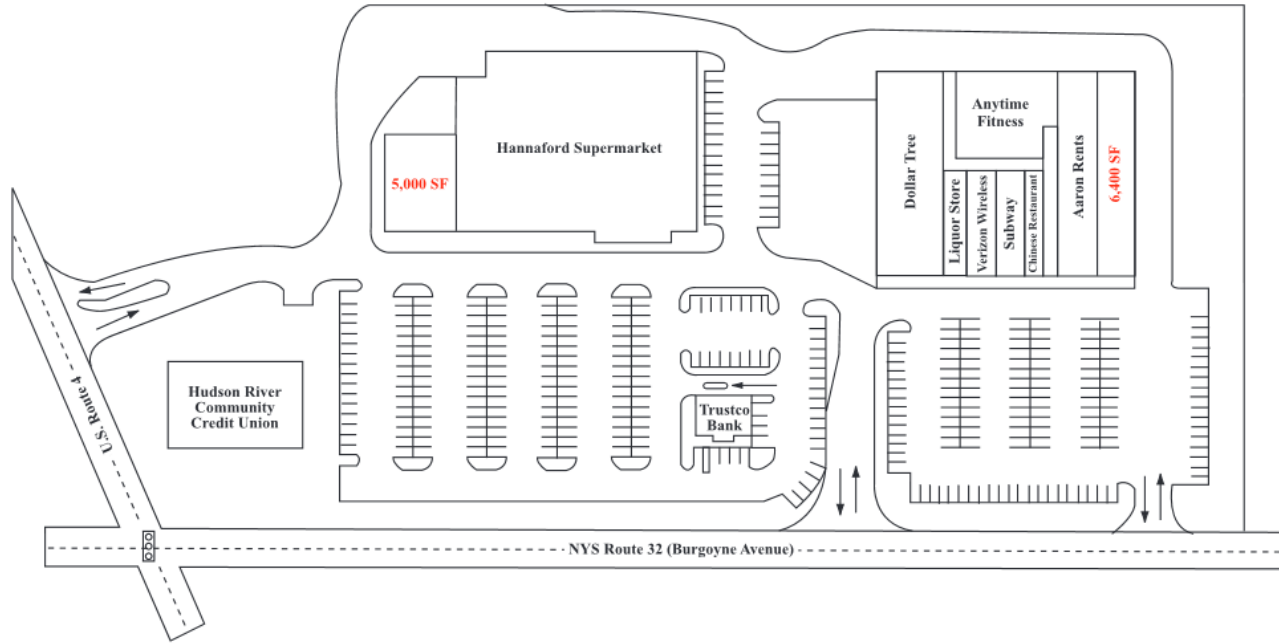 Hannaford Supermarket
5,000 SF
Dollar Tree
Anytime
Fitness
Liquor Store
Verizon Wireless
Subway
Chinese Restaurant
Aaron Rents
6,400 SF
Hudson River
Community
Credit Union
Trustco
Bank
U.S. Route 4
NYS Route 32 (Burgoyne Avenue)